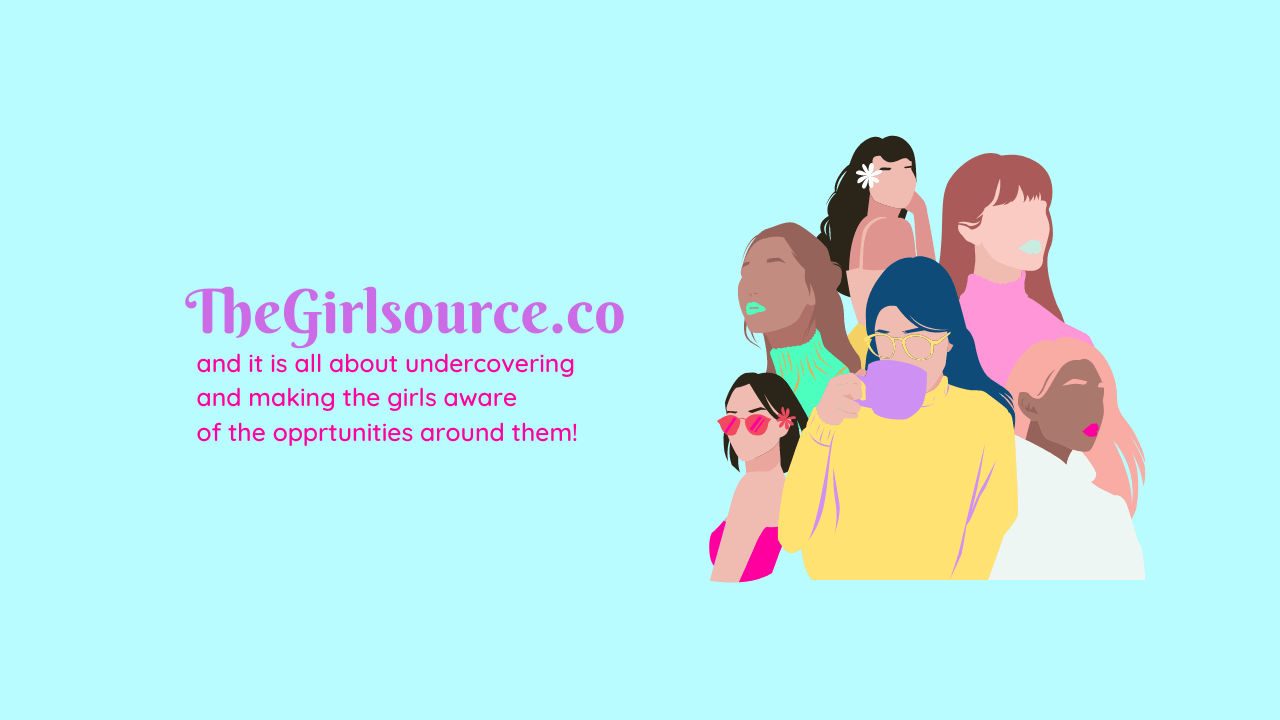 TheGirlsource.co
and it is all about undercovering
and making the girls aware
of the opprtunities around them!